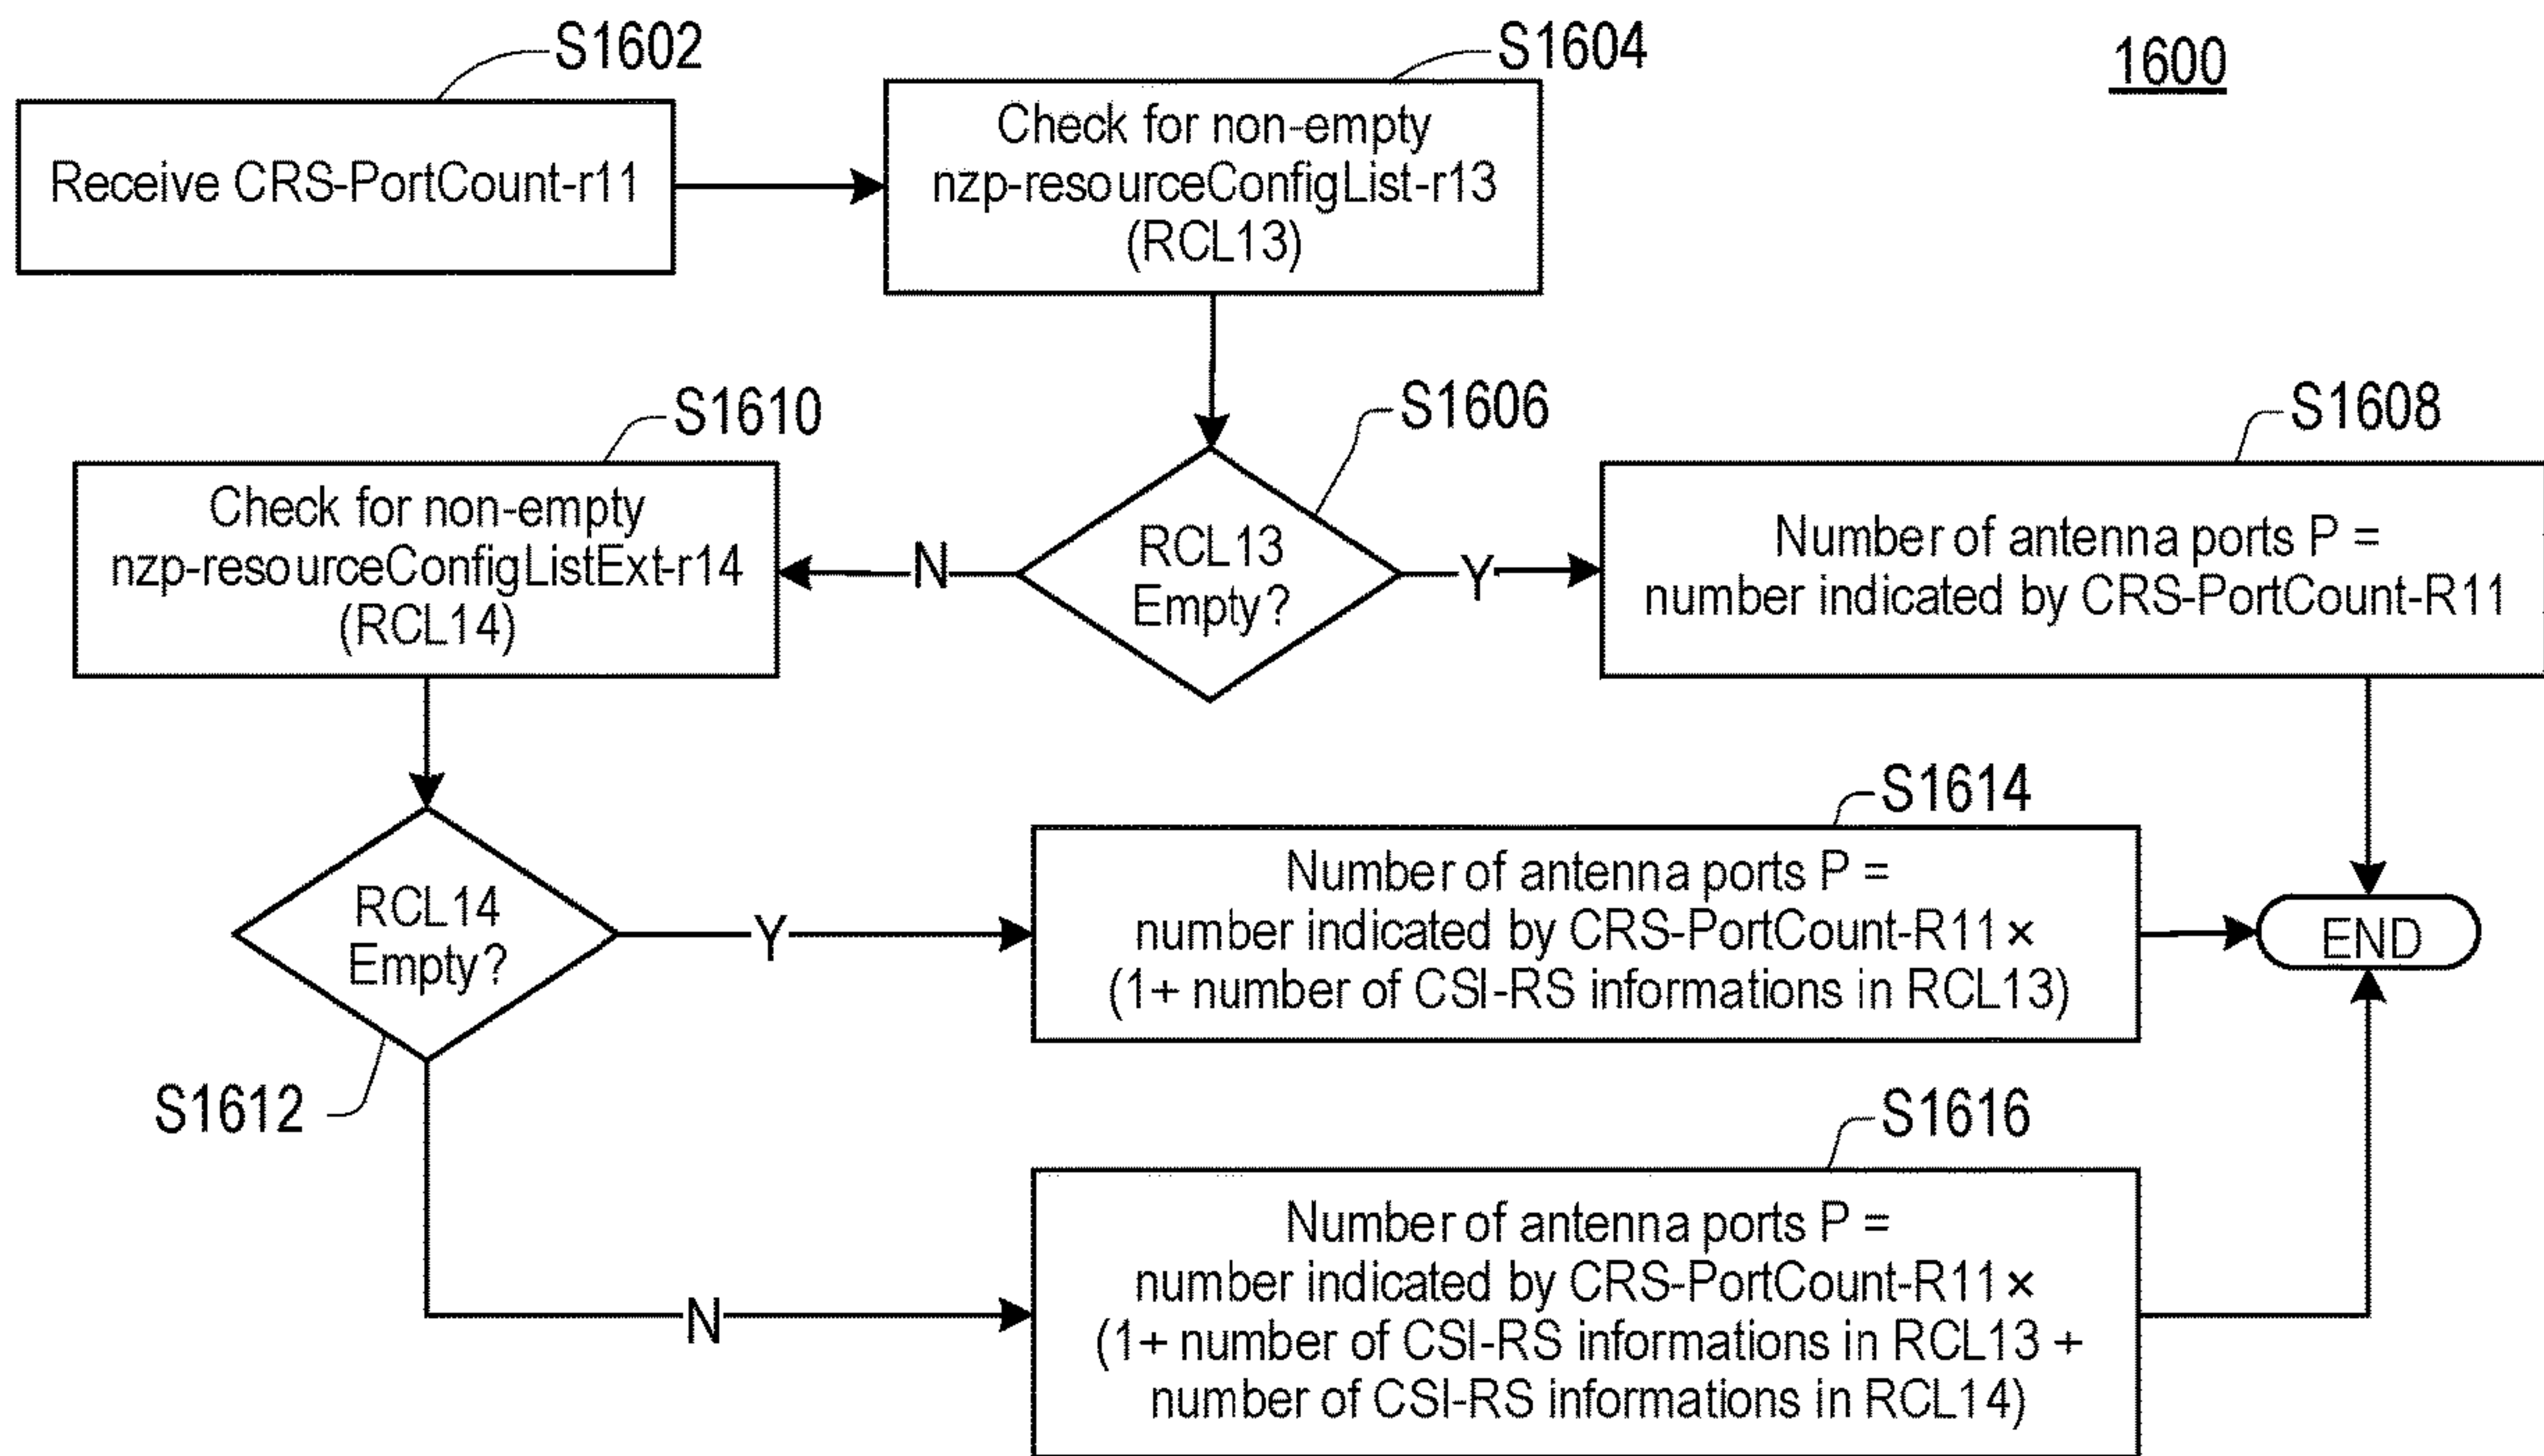 S1602
S1604
1600
Receive CRS-PortCount-r11
Check for non-empty
nzp-resourceConfigList-r13
(RCL13)
S1610
S1606
S1608
Check for non-empty
nzp-resourceConfigListExt-r14
(RCL14)
N
RCL13
Empty?
Y
Number of antenna ports P =
number indicated by CRS-PortCount-R11
S1614
RCL14
Empty?
Y
Number of antenna ports P =
number indicated by CRS-PortCount-R11 ×
(1+ number of CSI-RS informations in RCL13)
END
S1612
S1616
N
Number of antenna ports P =
number indicated by CRS-PortCount-R11 ×
(1+ number of CSI-RS informations in RCL13 +
number of CSI-RS informations in RCL14)